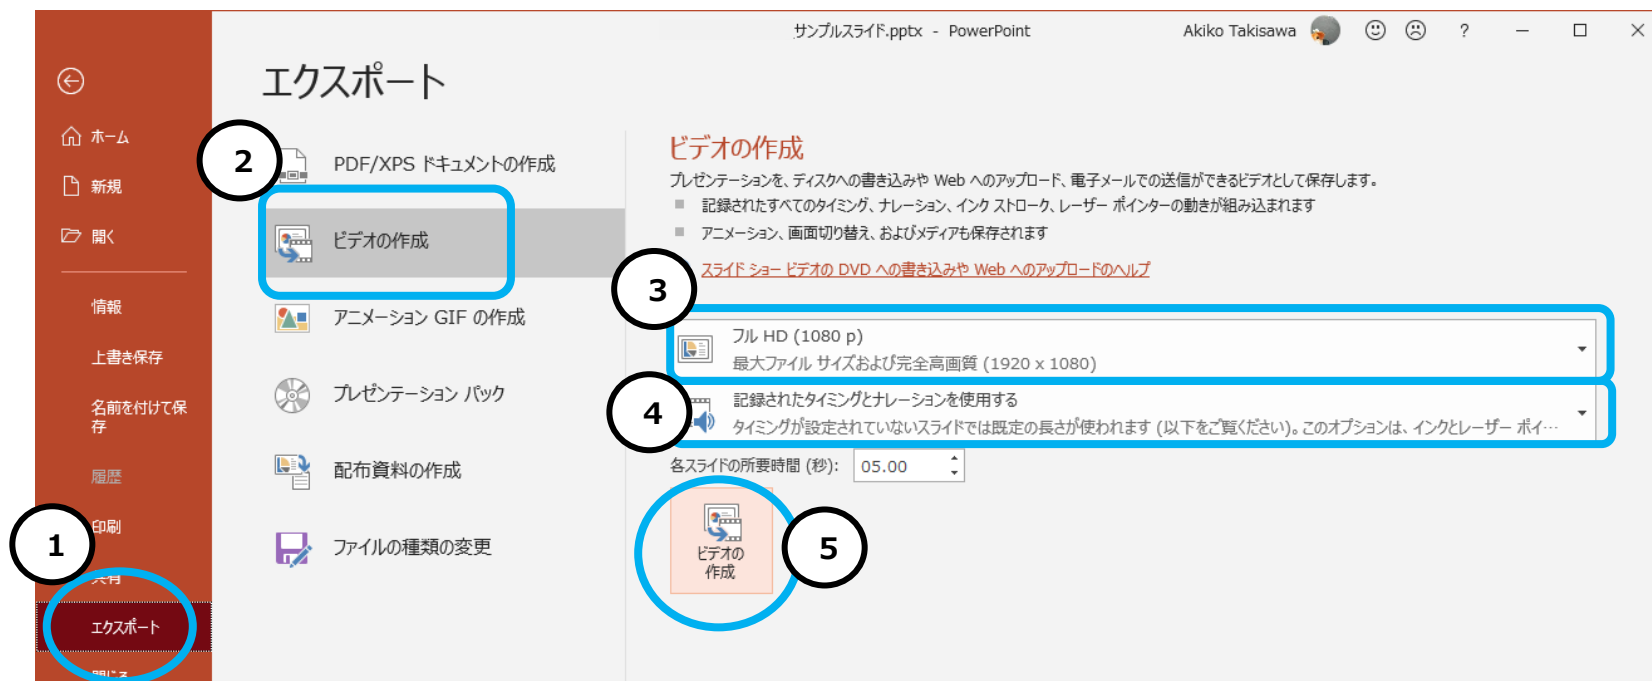 サンプルスライド.pptx - PowerPoint
Akiko Takisawa
?
エクスポート
ホーム
新規
開く
情報
上書き保存
名前を付けて保
存
履歴
印刷
共有
エクスポート
閉じる
1
2
PDF/XPS ドキュメントの作成
ビデオの作成
アニメーション GIF の作成
プレゼンテーション パック
配布資料の作成
ファイルの種類の変更
ビデオの作成
プレゼンテーションを、ディスクへの書き込みや Web へのアップロード、電子メールでの送信ができるビデオとして保存します。
記録されたすべてのタイミング、ナレーション、インク ストローク、レーザー ポインターの動きが組み込まれます
アニメーション、画面切り替え、およびメディアも保存されます
スライド ショー ビデオの DVD への書き込みや Web へのアップロードのヘルプ
3
フル HD (1080 p)
最大ファイル サイズおよび完全高画質 (1920 x 1080)
4
記録されたタイミングとナレーションを使用する
タイミングが設定されていないスライドでは既定の長さが使われます (以下をご覧ください)。このオプションは、インクとレーザー ポイ…
各スライドの所要時間 (秒): 05.00
ビデオの
作成
5